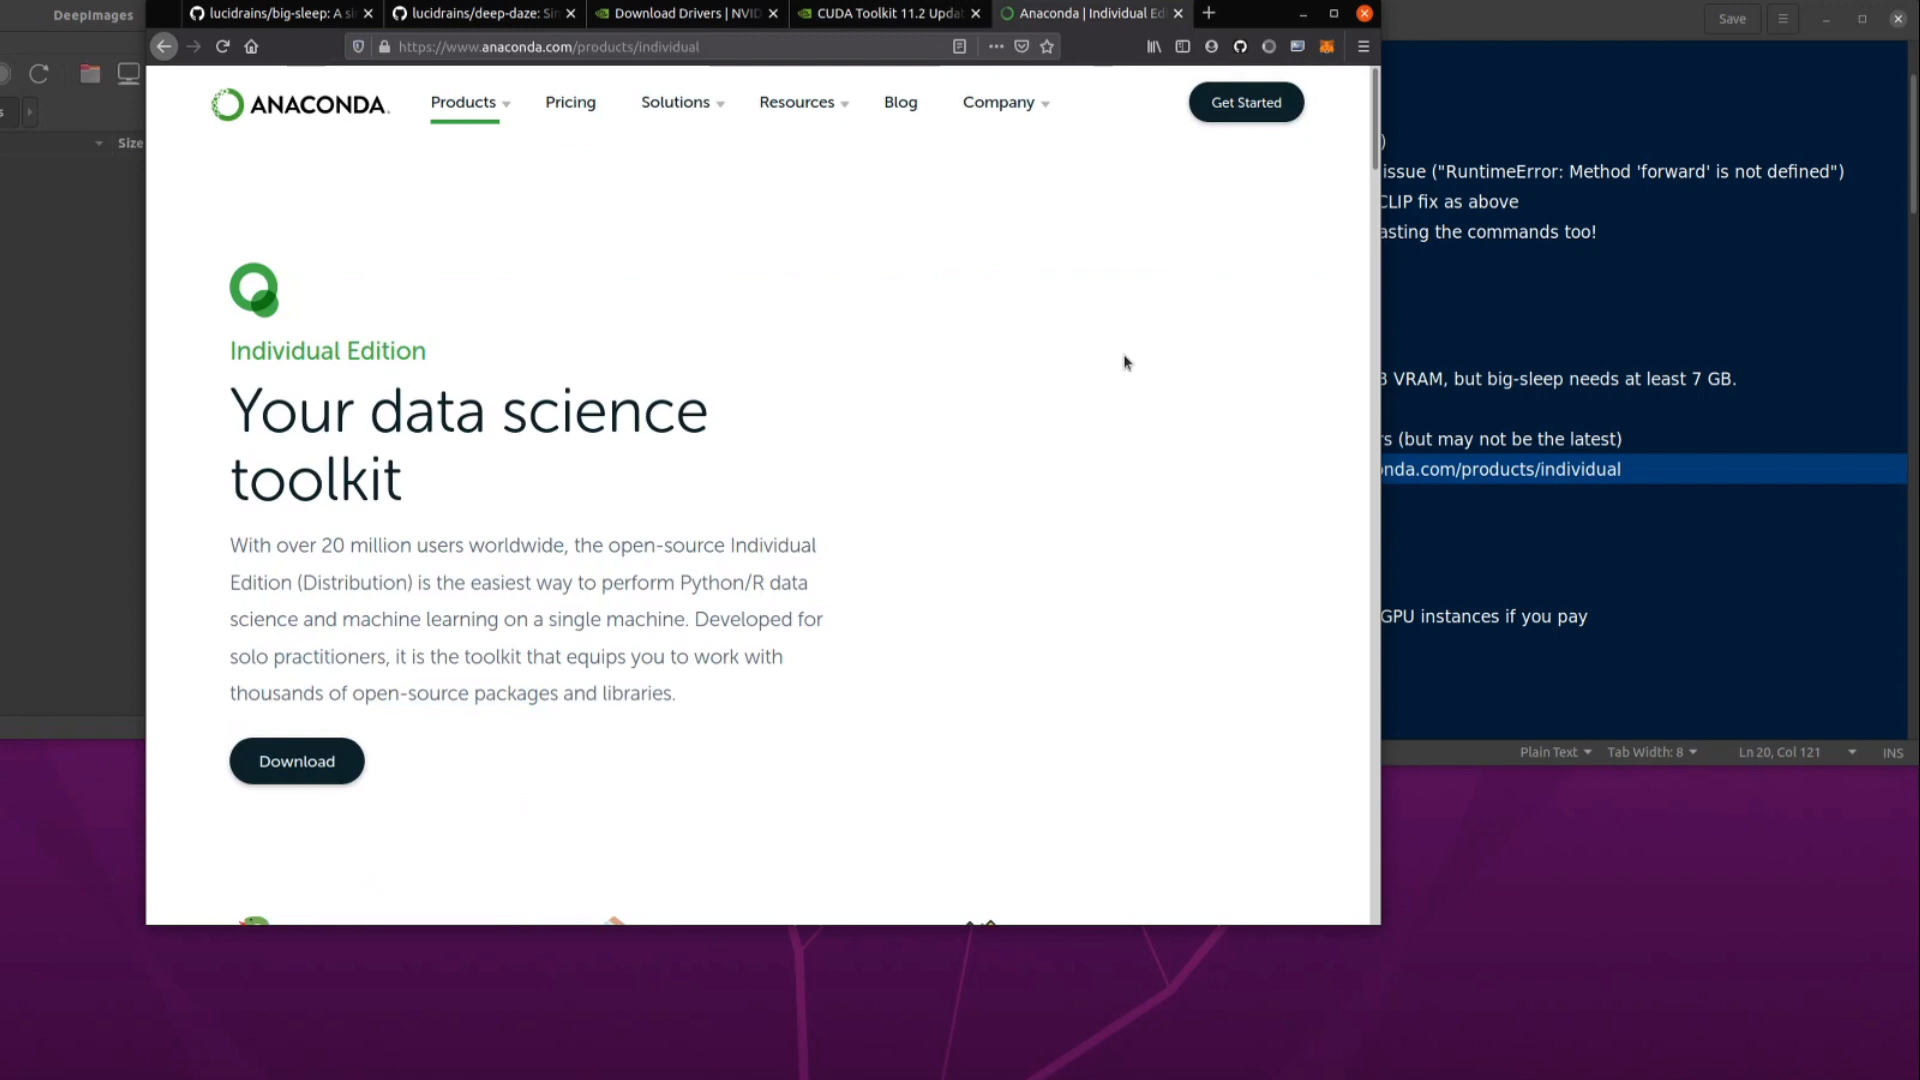 DeepImages
lucidrains/big-sleep: A si
lucidrains/deep-daze: Sim
Download Drivers | NVID
CUDA Toolkit 11.2 Updat
Anaconda | Individual Ed
Save
https://www.anaconda.com/products/individual
s
Size
ANACONDA.
Products
Pricing
Solutions
Resources
Blog
Company
Get Started
)
issue ("RuntimeError: Method 'forward' is not defined")
CLIP fix as above
asting the commands too!
Individual Edition
Your data science
toolkit
B VRAM, but big-sleep needs at least 7 GB.
rs (but may not be the latest)
onda.com/products/individual
With over 20 million users worldwide, the open-source Individual
Edition (Distribution) is the easiest way to perform Python/R data
science and machine learning on a single machine. Developed for
solo practitioners, it is the toolkit that equips you to work with
thousands of open-source packages and libraries.
GPU instances if you pay
Download
Plain Text
Tab Width: 8
Ln 20, Col 121
INS